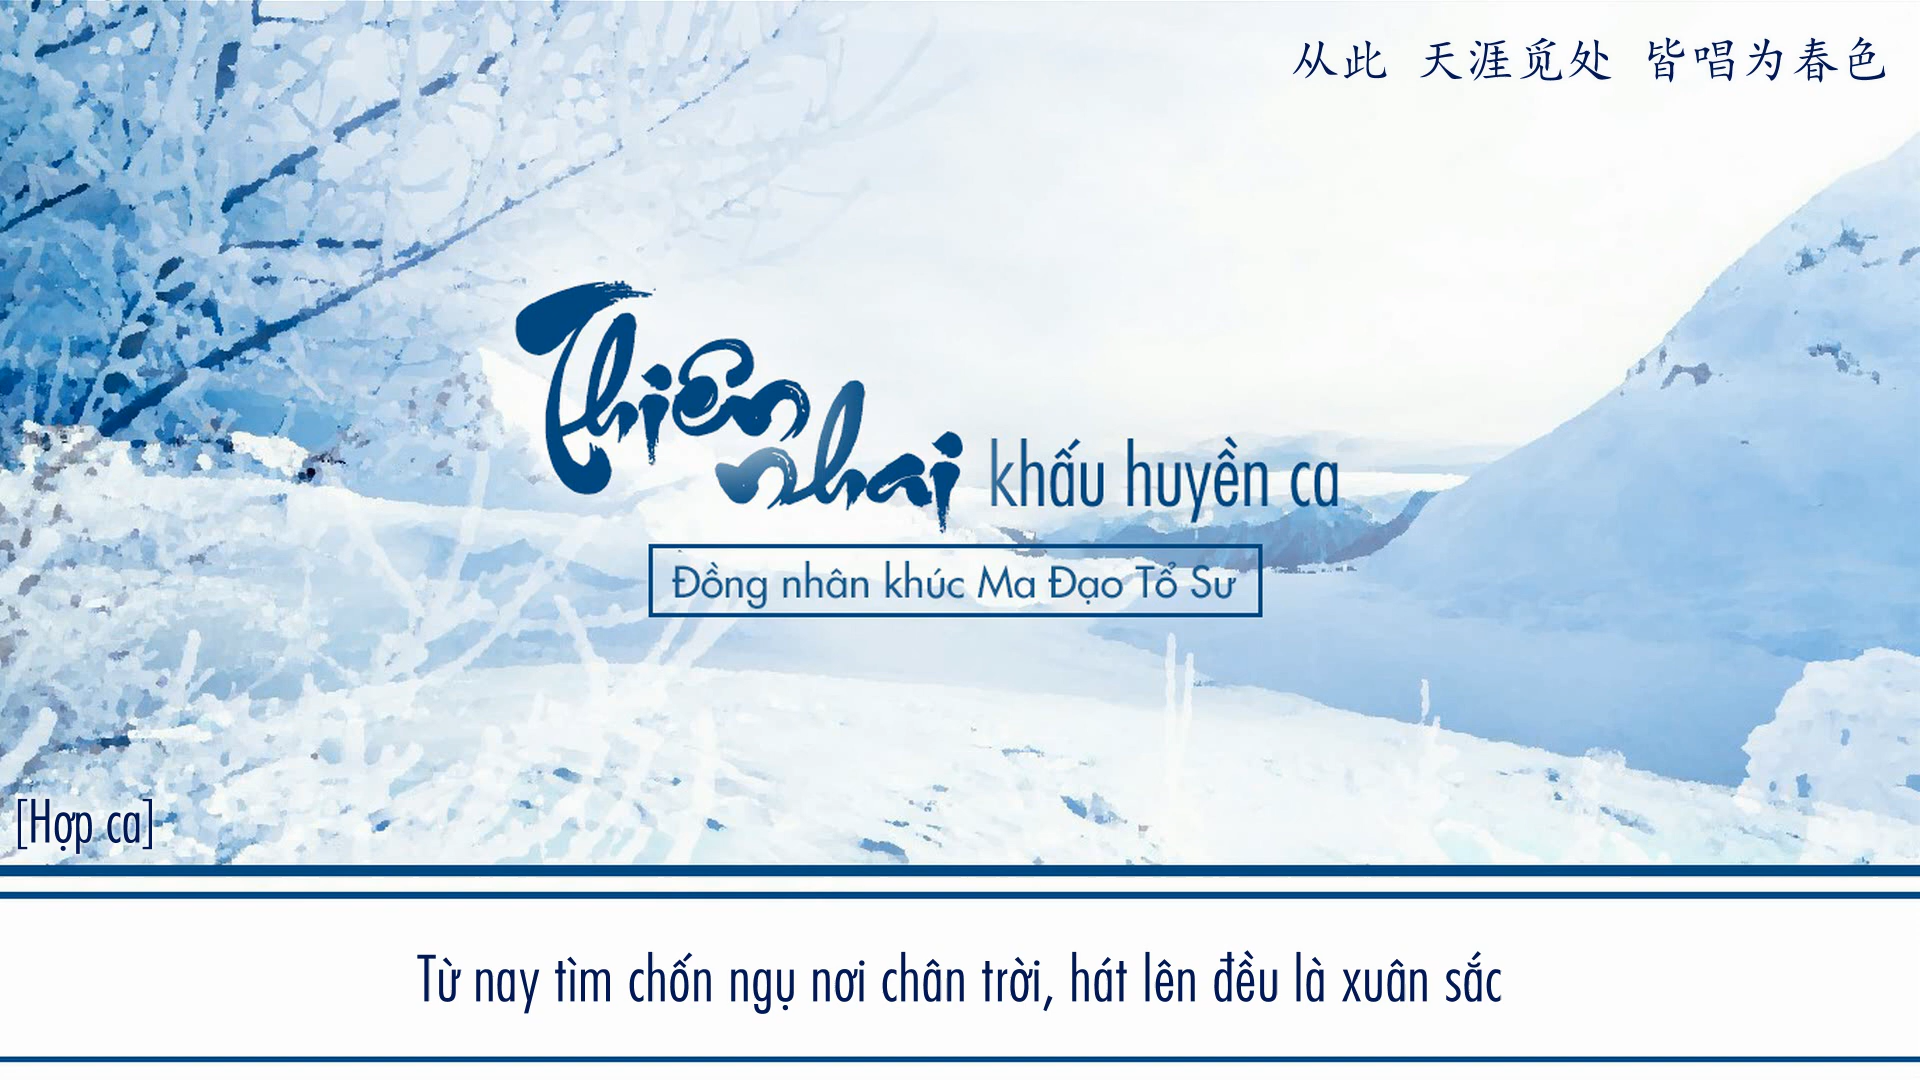 从此 天涯觅处 皆唱为春色
Thiên
nhai khấu huyền ca
Đồng nhân khúc Ma Đạo Tổ Sư
[Hợp ca]
Từ nay tìm chốn ngụ nơi chân trời, hát lên đều là xuân sắc